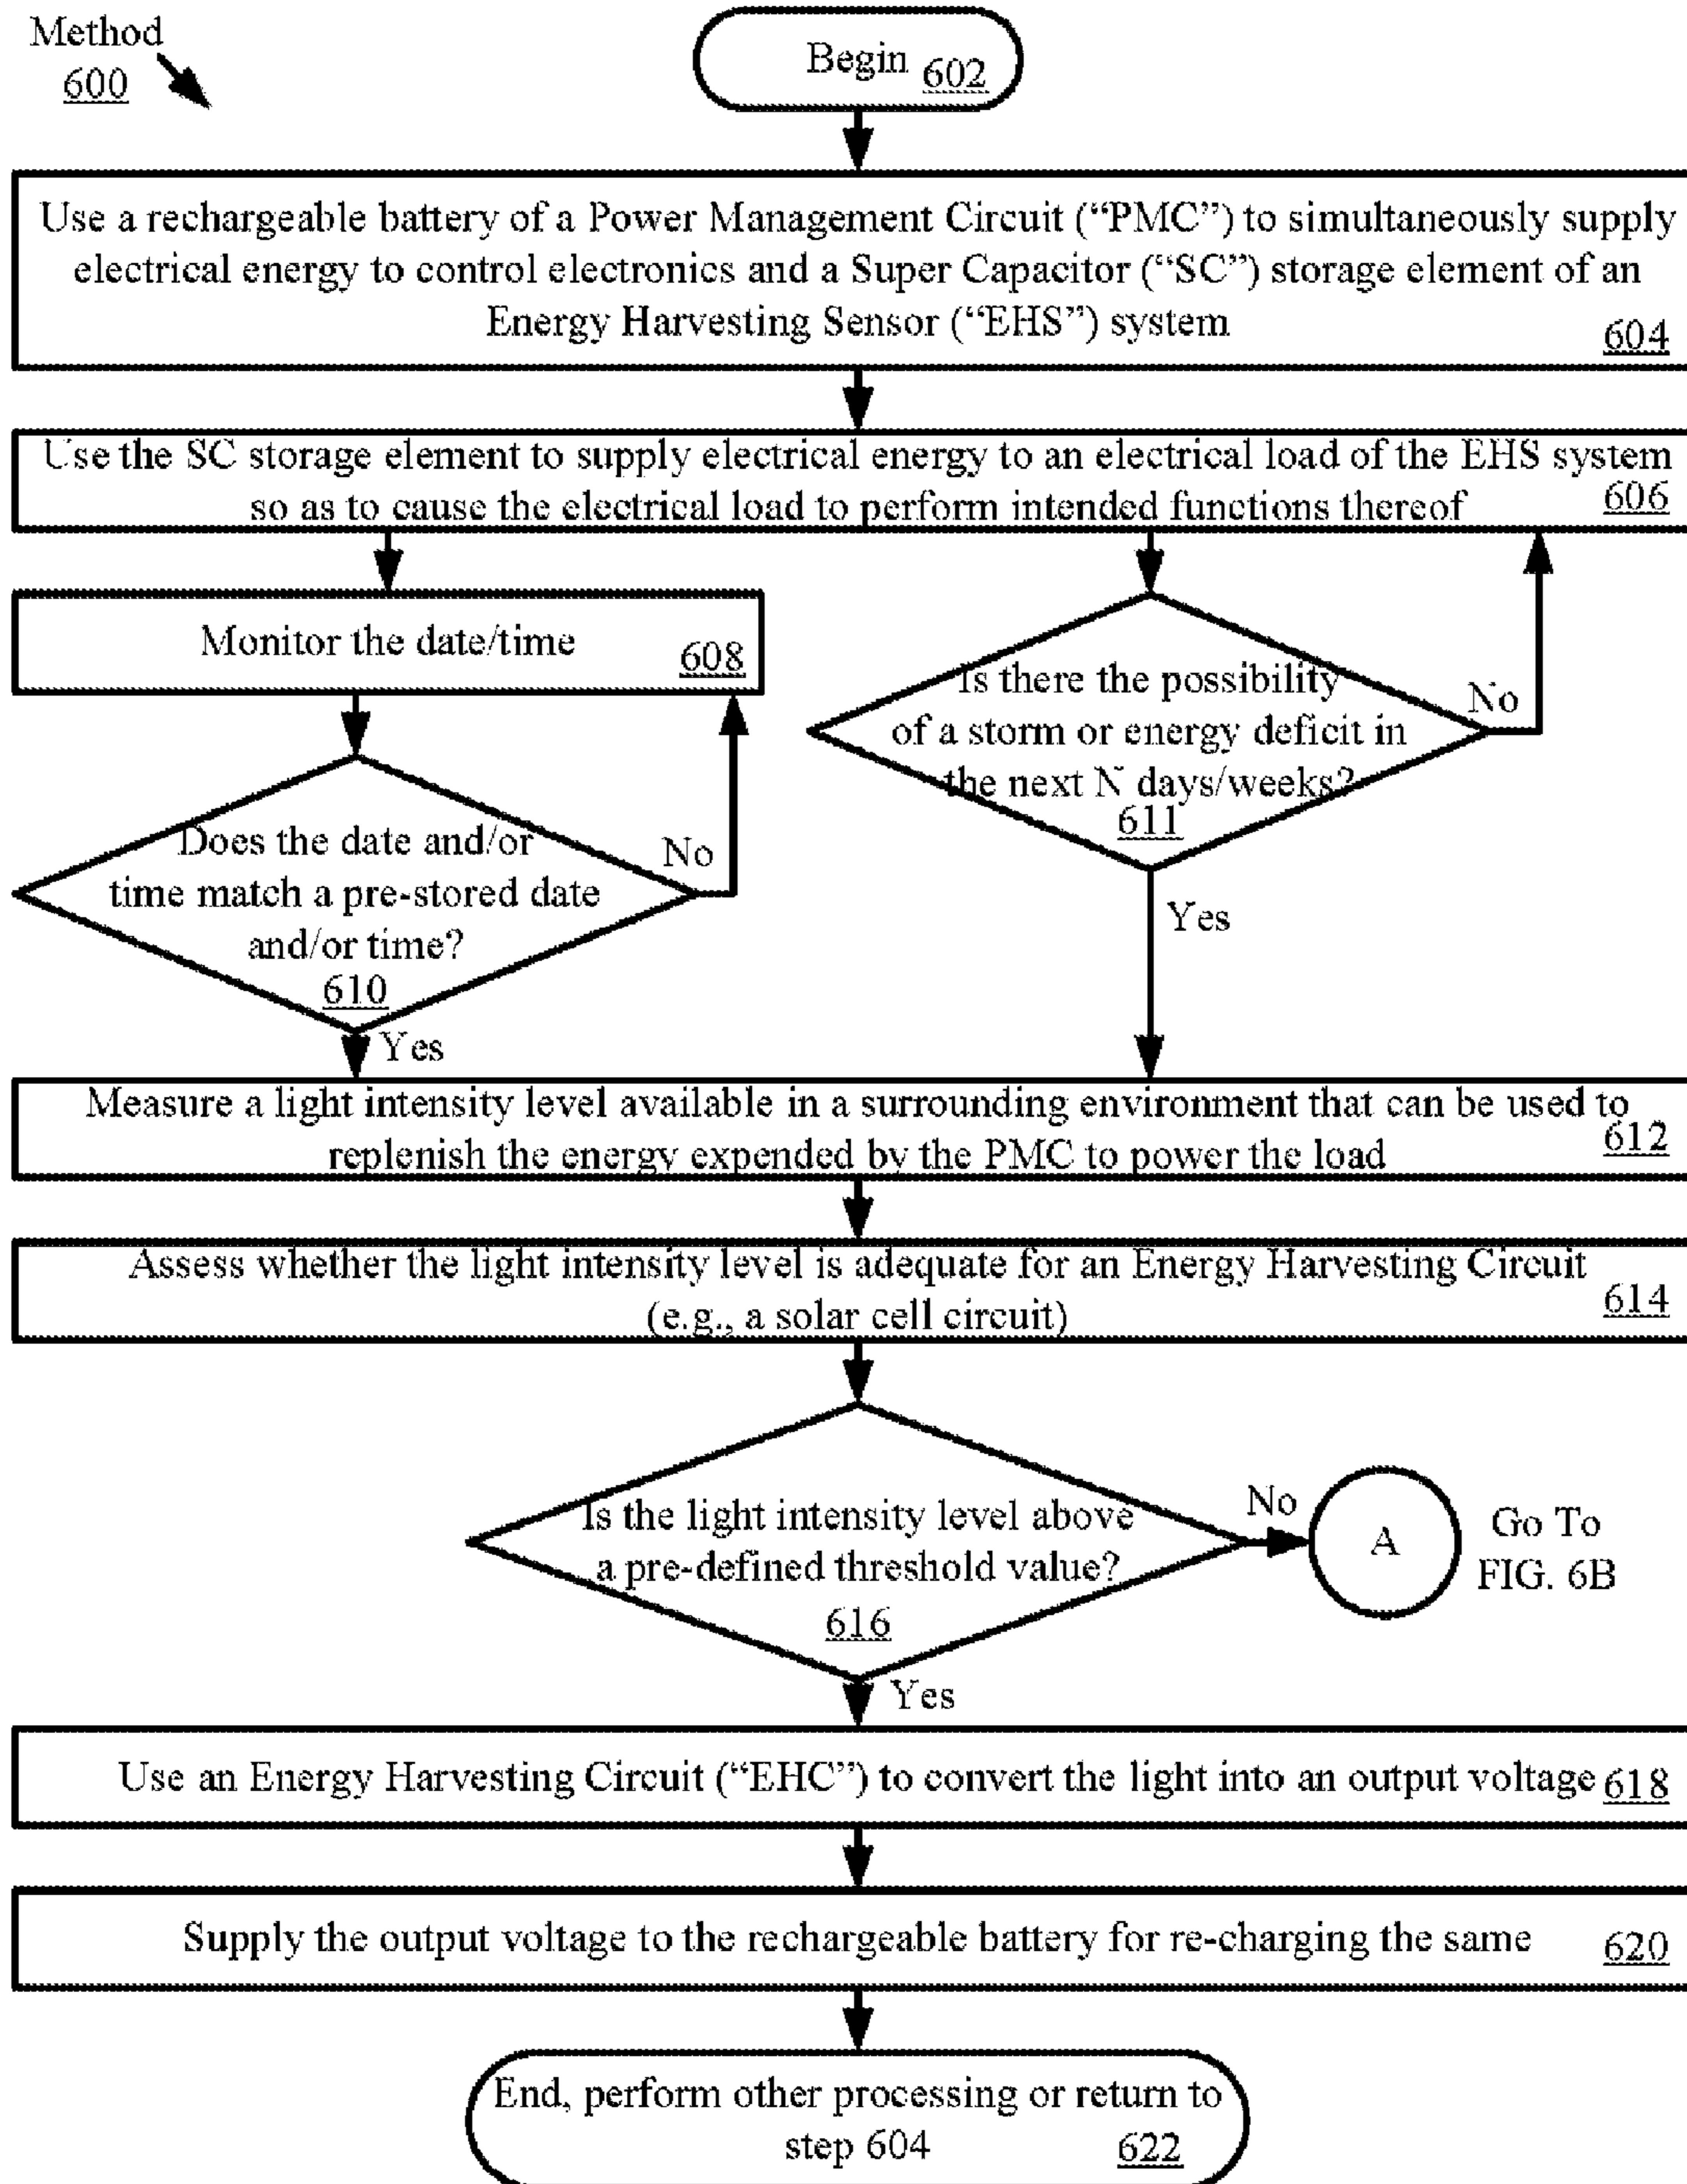 Method
600
Begin 602
Use a rechargeable battery of a Power Management Circuit (“PMC”) to simultaneously supply
electrical energy to control electronics and a Super Capacitor (“SC”) storage element of an
Energy Harvesting Sensor (“EHS”) system
604
Use the SC storage element to supply electrical energy to an electrical load of the EHS system
so as to cause the electrical load to perform intended functions thereof
606
Monitor the date/time
608
Does the date and/or
time match a pre-stored date
and/or time?
610
No
Yes
Is there the possibility
of a storm or energy deficit in
the next N days/weeks?
611
No
Yes
Measure a light intensity level available in a surrounding environment that can be used to
replenish the energy expended by the PMC to power the load
612
Assess whether the light intensity level is adequate for an Energy Harvesting Circuit
(e.g., a solar cell circuit)
614
Is the light intensity level above
a pre-defined threshold value?
616
No
A
Go To
FIG. 6B
Yes
Use an Energy Harvesting Circuit (“EHC”) to convert the light into an output voltage 618
Supply the output voltage to the rechargeable battery for re-charging the same 620
End, perform other processing or return to
step 604 622